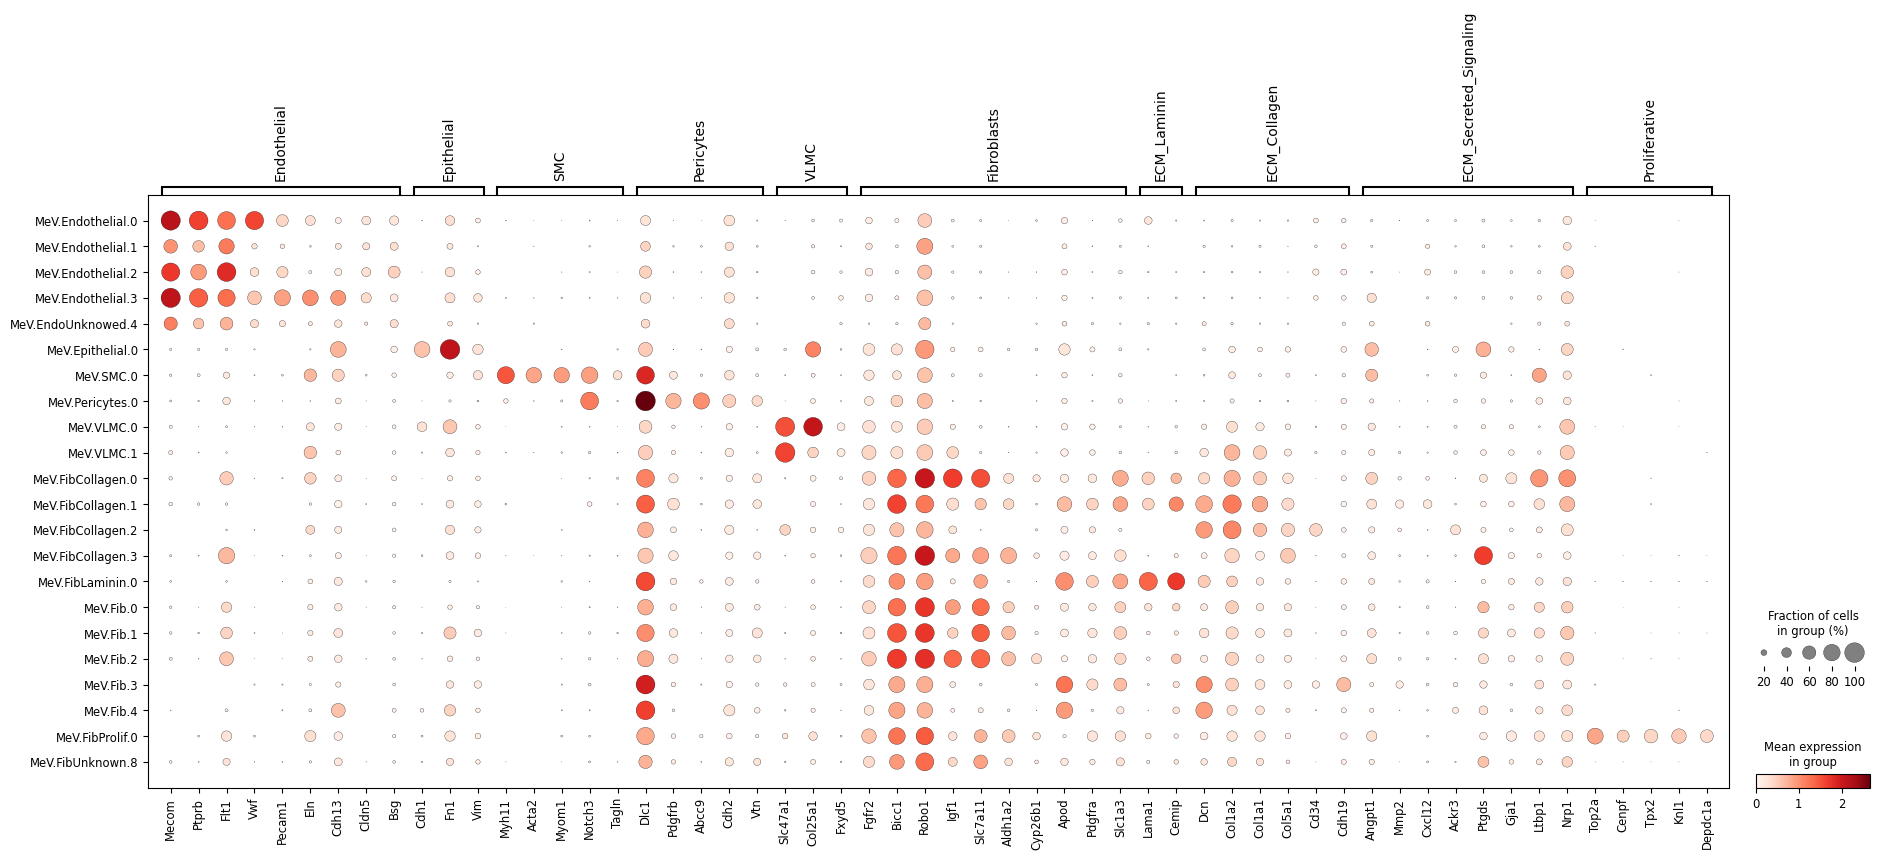 Endothelial
Epithelial
SMC
Pericytes
VLMC
Fibroblasts
ECM_Laminin
ECM_Collagen
ECM_Secreted_Signaling
Proliferative
MeV.Endothelial.0
MeV.Endothelial.1
MeV.Endothelial.2
MeV.Endothelial.3
MeV.EndoUnknowed.4
MeV.Epithelial.0
MeV.SMC.0
MeV.Pericytes.0
MeV.VLMC.0
MeV.VLMC.1
MeV.FibCollagen.0
MeV.FibCollagen.1
MeV.FibCollagen.2
MeV.FibCollagen.3
MeV.FibLaminin.0
MeV.Fib.0
MeV.Fib.1
MeV.Fib.2
MeV.Fib.3
MeV.Fib.4
MeV.FibProlif.0
MeV.FibUnknown.8
Mecom
Ptprb
Flt1
Vwf
Pecam1
Eln
Cdh13
Cldn5
Bsg
Cdh1
Fn1
Vim
Myh11
Acta2
Myom1
Notch3
Tagln
Dlc1
Pdgfrb
Abcc9
Cdh2
Vtn
Slc47a1
Col25a1
Fxyd5
Fgfr2
Bicc1
Robo1
Igf1
Slc7a11
Aldh1a2
Cyp26b1
Apod
Pdgfra
Slc1a3
Lama1
Cemip
Dcn
Col1a2
Col1a1
Col5a1
Cd34
Cdh19
Angpt1
Mmp2
Cxcl12
Ackr3
Ptgds
Gja1
Ltbp1
Nrp1
Top2a
Cenpf
Tpx2
Knl1
Depdc1a
Fraction of cells
in group (%)
20 40 60 80 100
Mean expression
in group
0 1 2